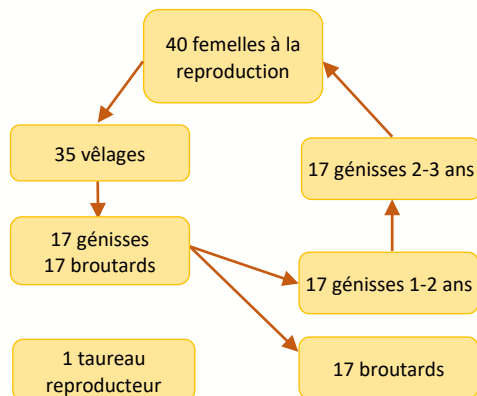 40 femelles à la
reproduction
35 vêlages
17 génisses 2-3 ans
17 génisses
17 broutards
17 génisses 1-2 ans
1 taureau
reproducteur
17 broutards